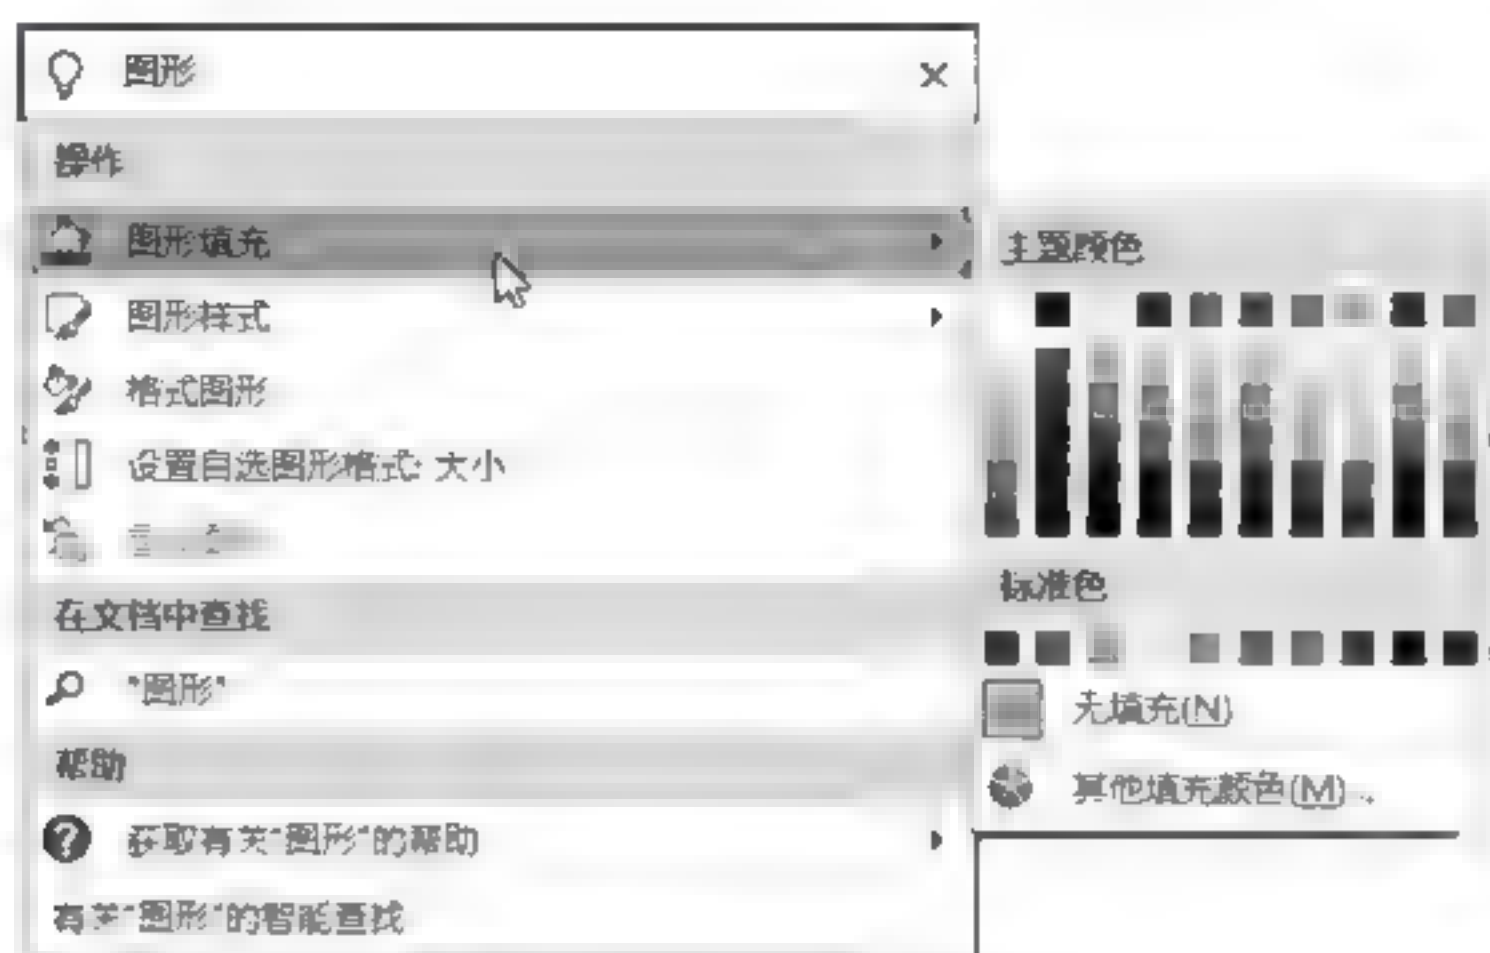 图形
操作
图形填充
图形样式
格式图形
设置自选图形格式: 大小
在文档中查找
"图形"
帮助
获取有关"图形"的帮助
有关"图形"的智能查找
主题颜色
标准色
无填充(N)
其他填充颜色(M)...